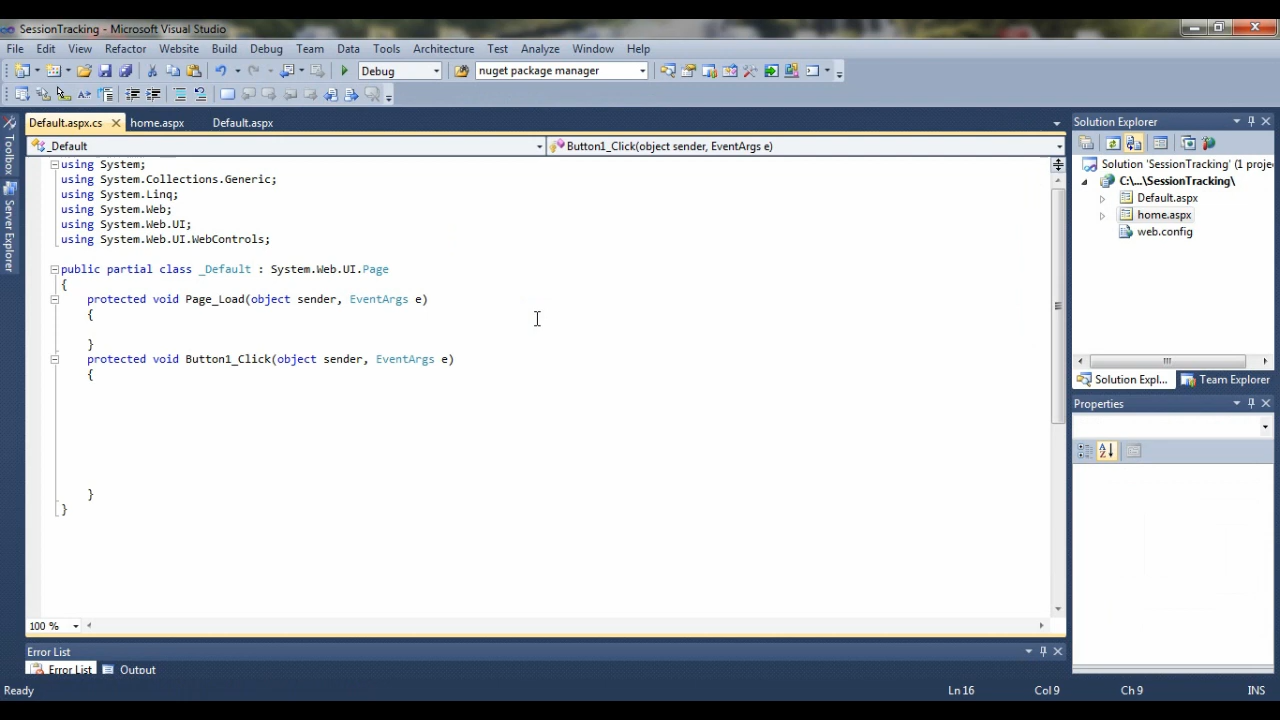 SessionTracking - Microsoft Visual Studio
File Edit View Refactor Website Build Debug Team Data Tools Architecture Test Analyze Window Help
Debug nuget package manager
Default.aspx.cs home.aspx Default.aspx
_Default Button1_Click(object sender, EventArgs e)
using System;
using System.Collections.Generic;
using System.Linq;
using System.Web;
using System.Web.UI;
using System.Web.UI.WebControls;
public partial class _Default : System.Web.UI.Page
{
protected void Page_Load(object sender, EventArgs e)
{
}
protected void Button1_Click(object sender, EventArgs e)
{
}
}
100 %
Toolbox
Server Explorer
Solution Explorer
Solution 'SessionTracking' (1 proje
C:\...\SessionTracking\
Default.aspx
home.aspx
web.config
Solution Expl... Team Explorer
Properties
Error List
Error List Output
Ready Ln 16 Col 9 Ch 9 INS